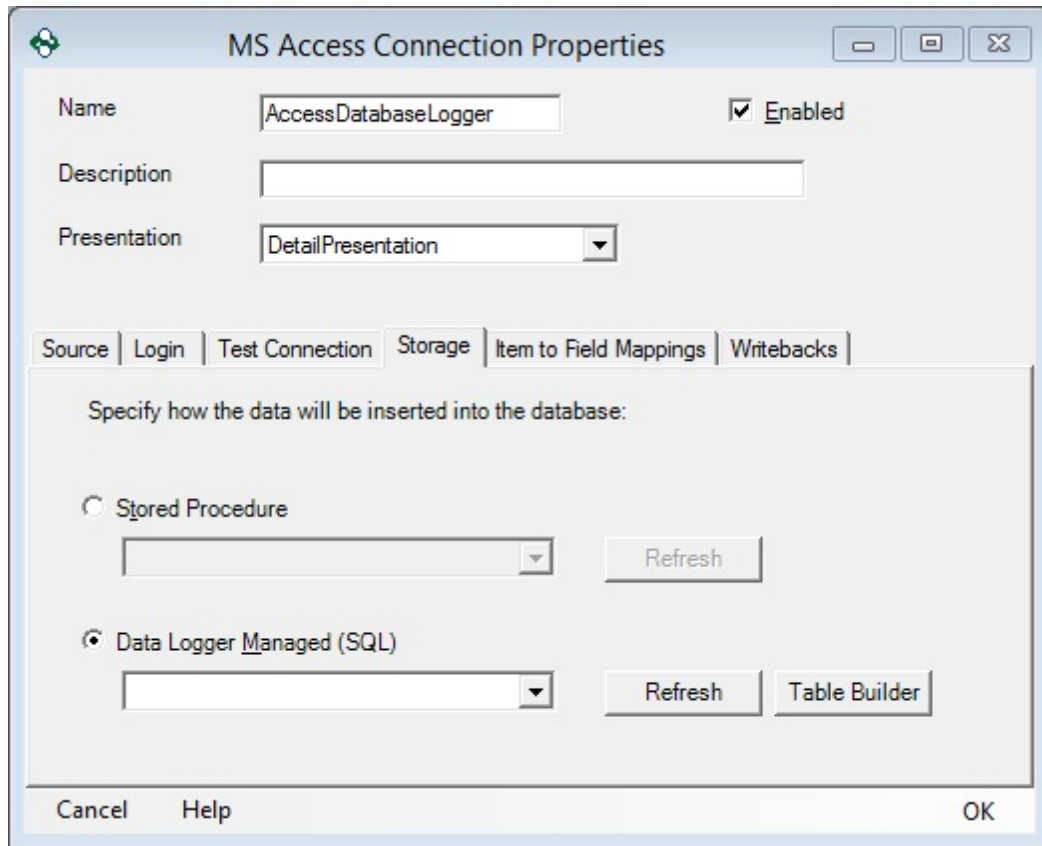 MS Access Connection Properties
Name AccessDatabaseLogger Enabled
Description
Presentation DetailPresentation
Source Login Test Connection Storage Item to Field Mappings Writebacks
Specify how the data will be inserted into the database:
Stored Procedure
Refresh
Data Logger Managed (SQL)
Refresh Table Builder
Cancel Help OK